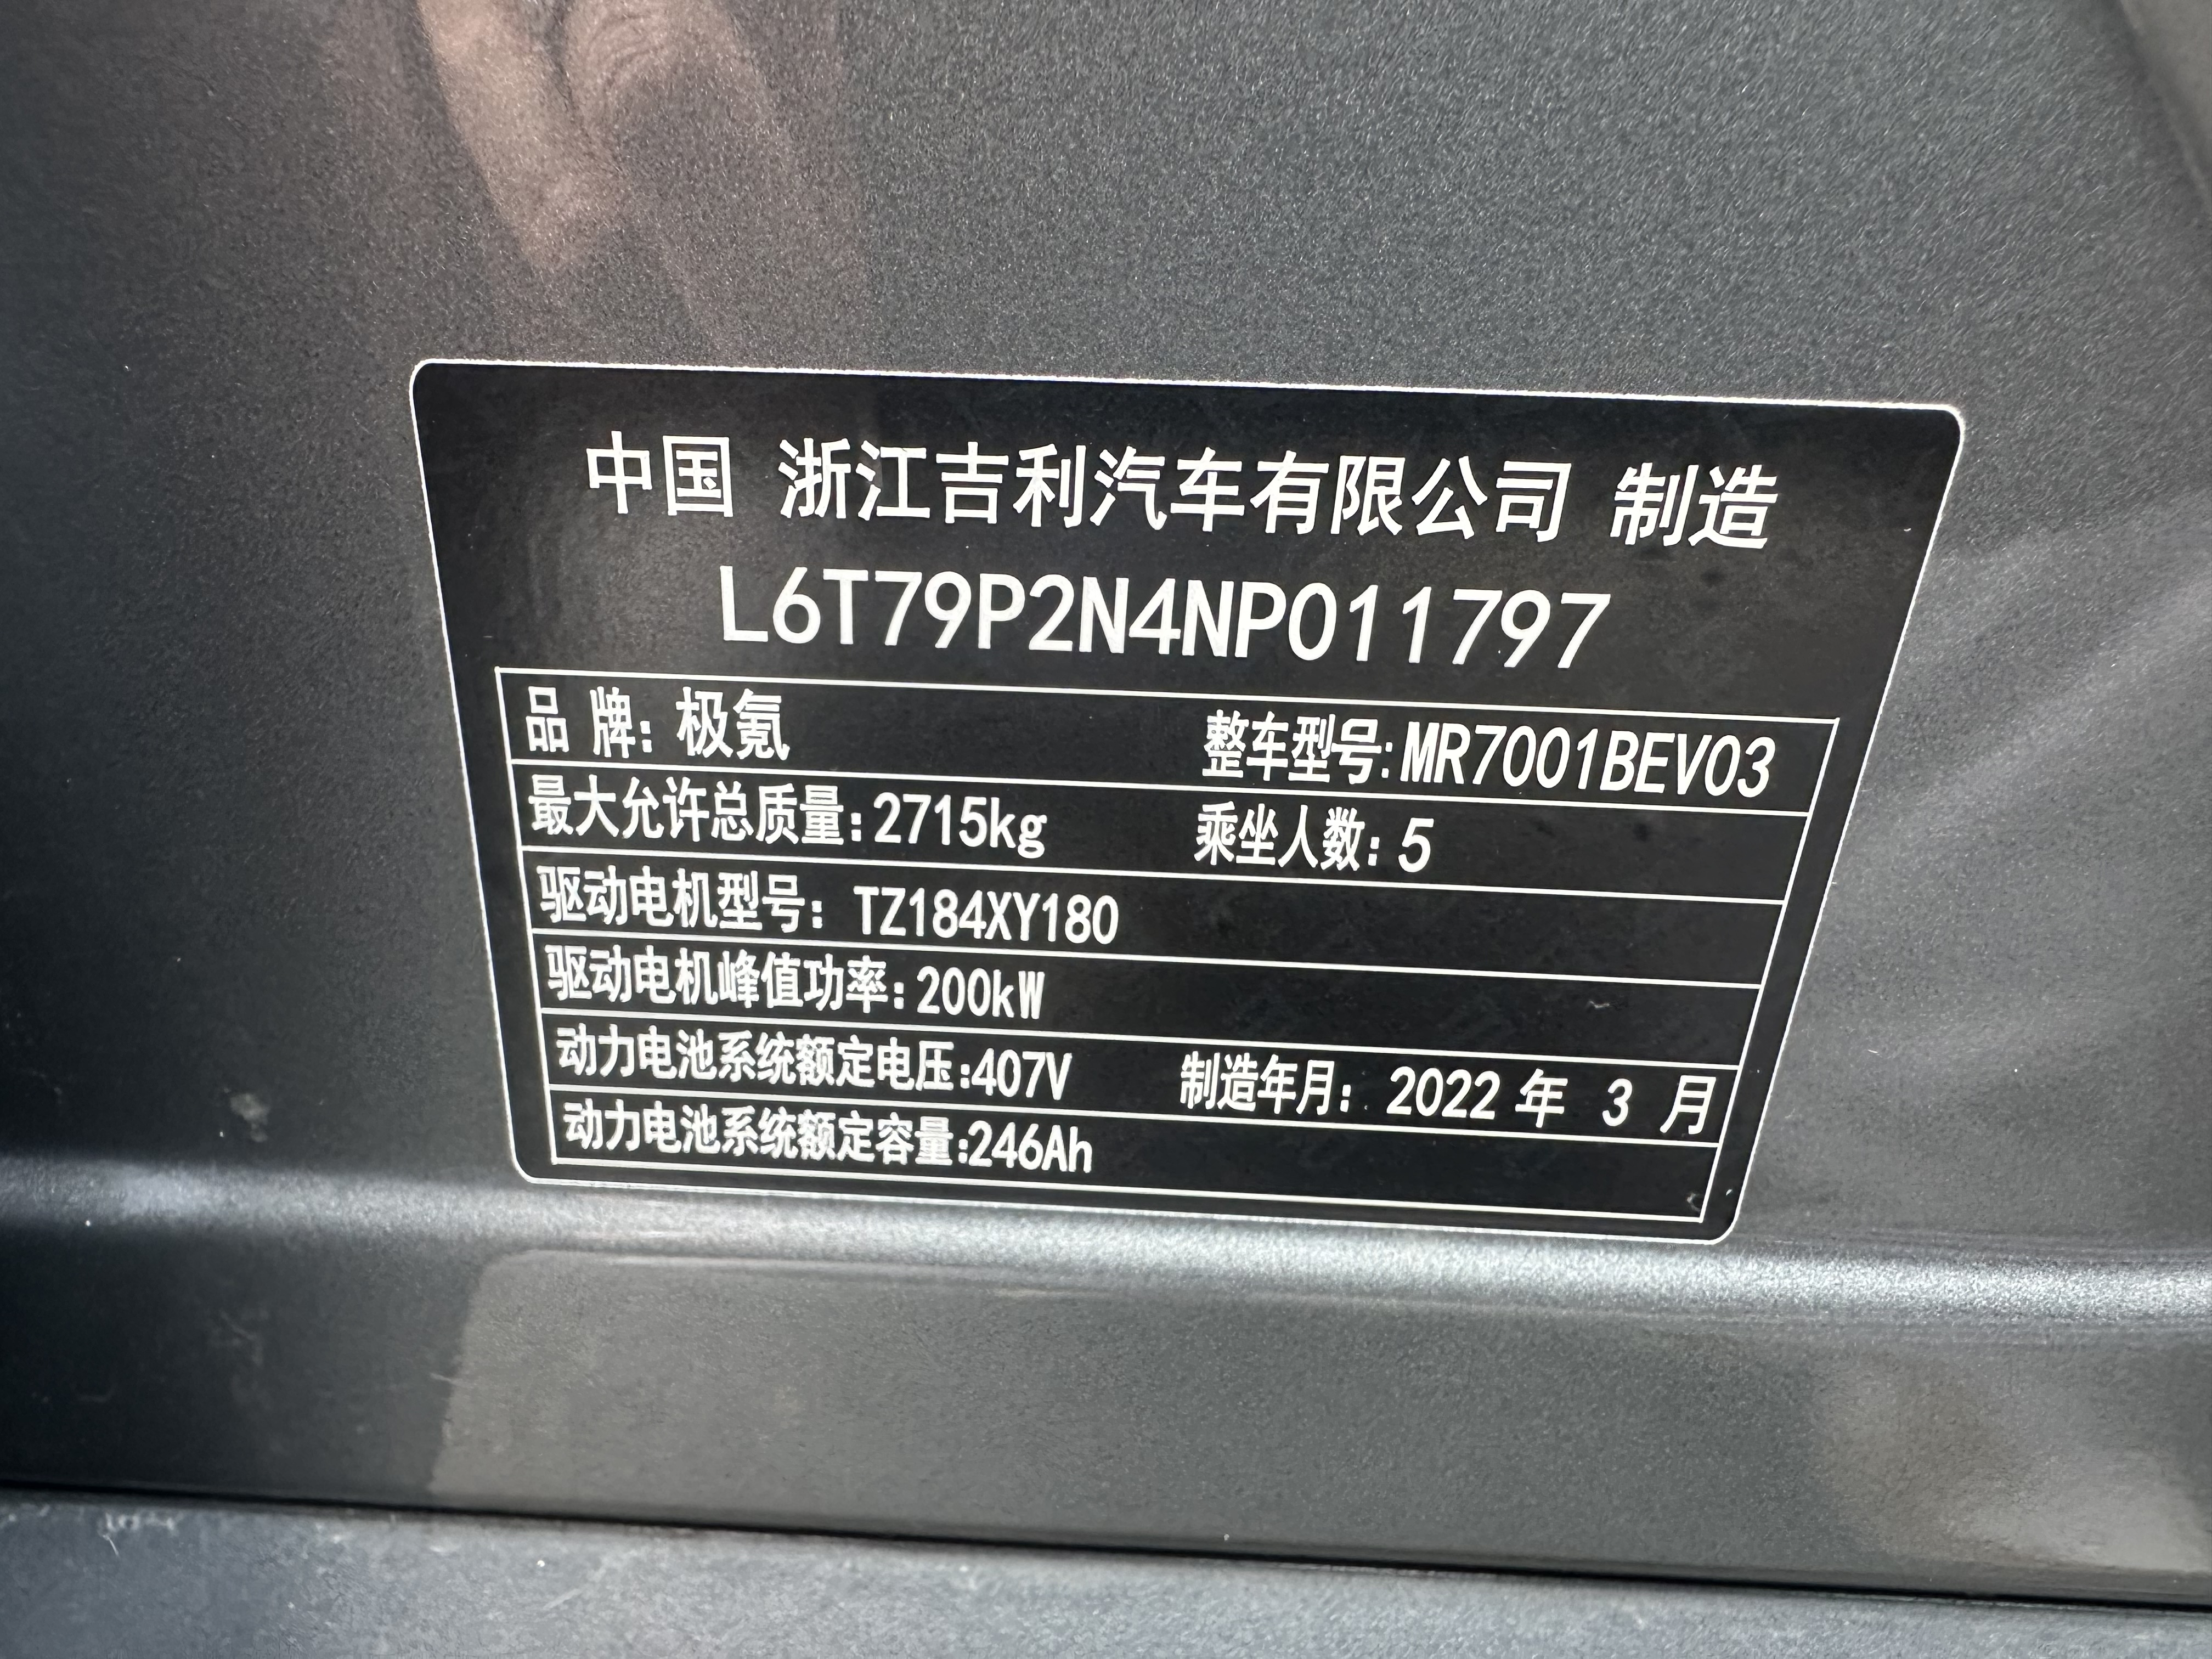 中国 浙江吉利汽车有限公司 制造
L6T79P2N4NP011797
品 牌: 极氪 整车型号:MR7001BEV03
最大允许总质量:2715kg 乘坐人数: 5
驱动电机型号: TZ184XY180
驱动电机峰值功率:200kW
动力电池系统额定电压:407V 制造年月: 2022 年 3 月
动力电池系统额定容量:246Ah